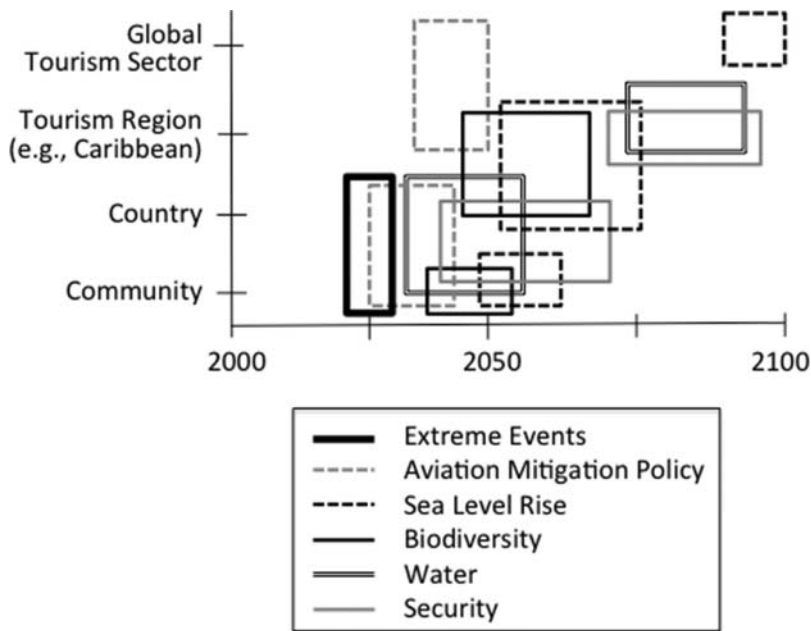 Global
Tourism Sector
Tourism Region
(e.g., Caribbean)
Country
Community
2000
2050
2100
Extreme Events
Aviation Mitigation Policy
Sea Level Rise
Biodiversity
Water
Security